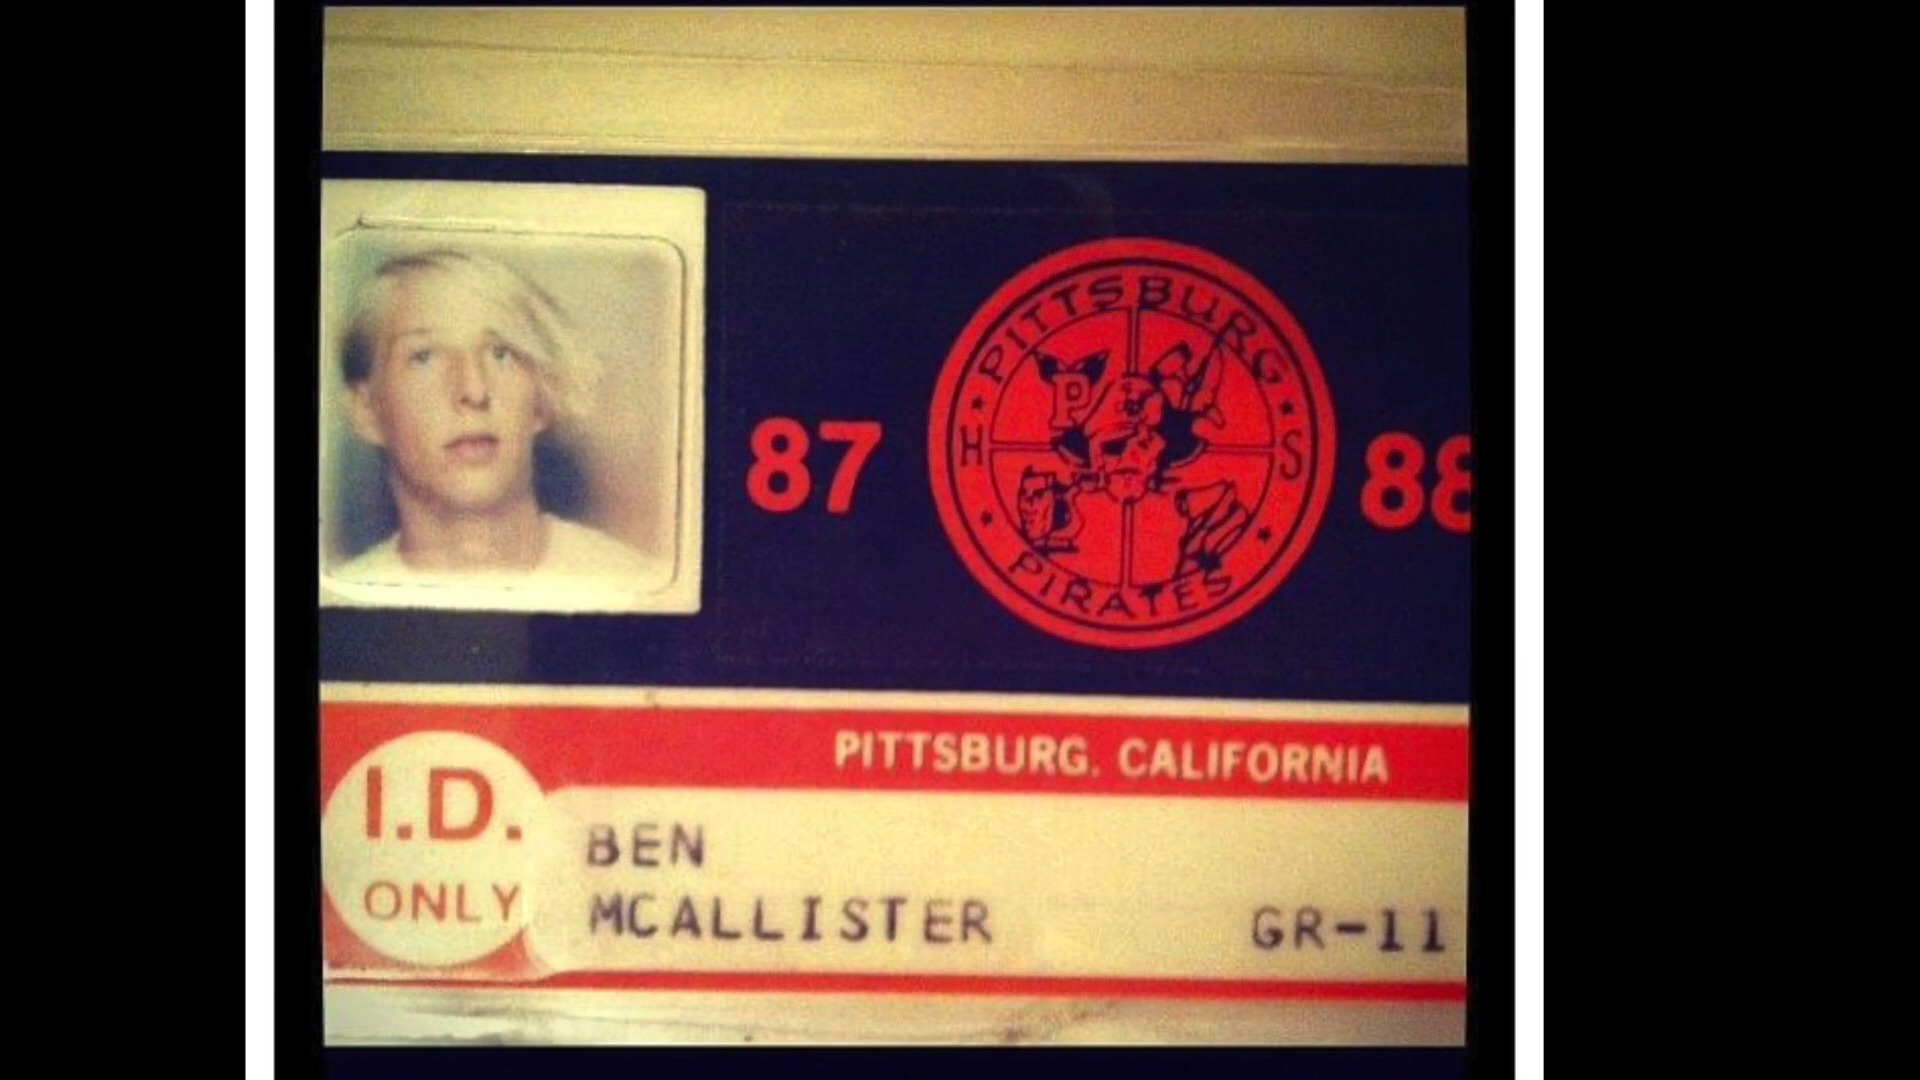 PITTSBURG
P
H S
87
88
PIRATES
PITTSBURG, CALIFORNIA
I.D.
ONLY
BEN
MCALLISTER GR-11